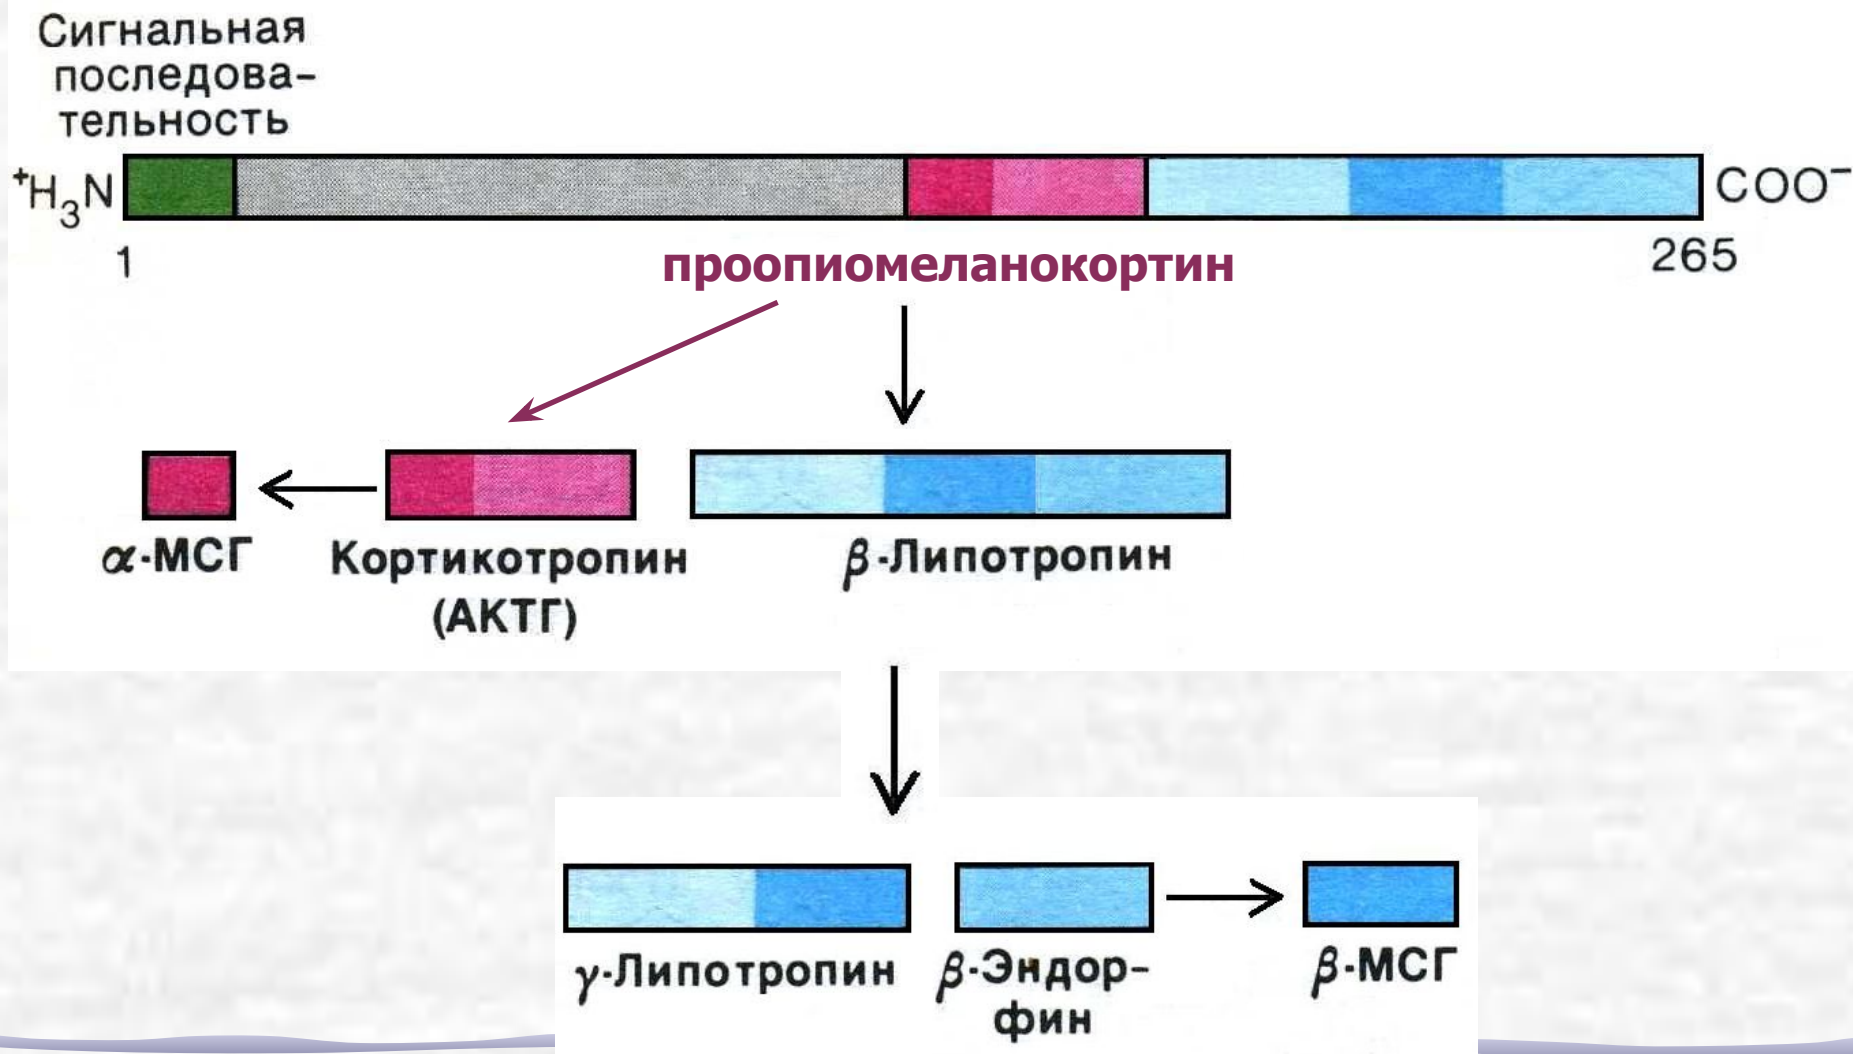 Сигнальная
последова-
тельность
⁺H₃N
COO⁻
1
265
проопиомеланокортин
α-МСГ
Кортикотропин
(АКТГ)
β-Липотропин
γ-Липотропин
β-Эндор-
фин
β-МСГ